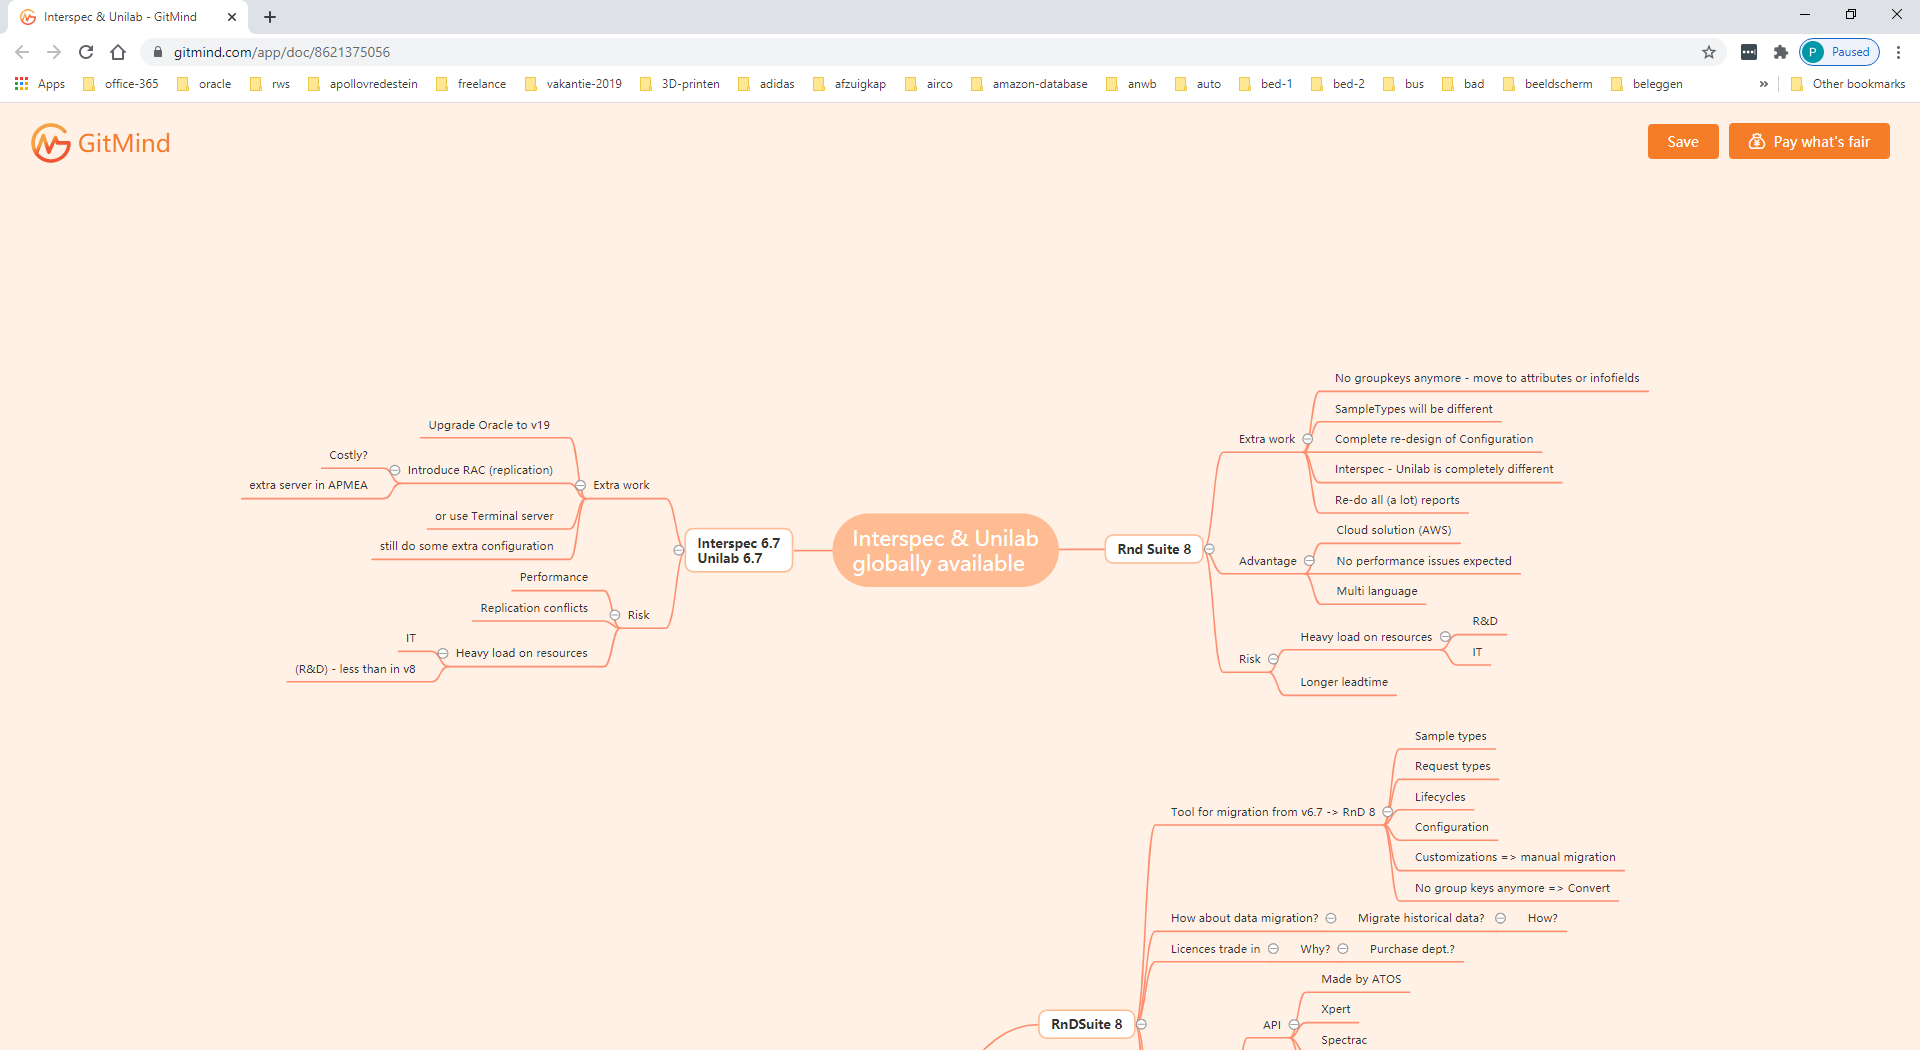 Interspec & Unilab - GitMind
gitmind.com/app/doc/8621375056
Paused
P
Apps
office-365
oracle
rws
apollovredestein
freelance
vakantie-2019
3D-printen
adidas
afzuigkap
airco
amazon-database
anwb
auto
bed-1
bed-2
bus
bad
beeldscherm
beleggen
»
Other bookmarks
GitMind
Save
Pay what's fair
Interspec & Unilab
globally available
Interspec 6.7
Unilab 6.7
Extra work
Upgrade Oracle to v19
Introduce RAC (replication)
Costly?
extra server in APMEA
or use Terminal server
still do some extra configuration
Risk
Performance
Replication conflicts
Heavy load on resources
IT
(R&D) - less than in v8
Rnd Suite 8
Extra work
No groupkeys anymore - move to attributes or infofields
SampleTypes will be different
Complete re-design of Configuration
Interspec - Unilab is completely different
Re-do all (a lot) reports
Advantage
Cloud solution (AWS)
No performance issues expected
Multi language
Risk
Heavy load on resources
R&D
IT
Longer leadtime
RnDSuite 8
Tool for migration from v6.7 -> RnD 8
Sample types
Request types
Lifecycles
Configuration
Customizations => manual migration
No group keys anymore => Convert
How about data migration?
Migrate historical data?
How?
Licences trade in
Why?
Purchase dept.?
API
Made by ATOS
Xpert
Spectrac